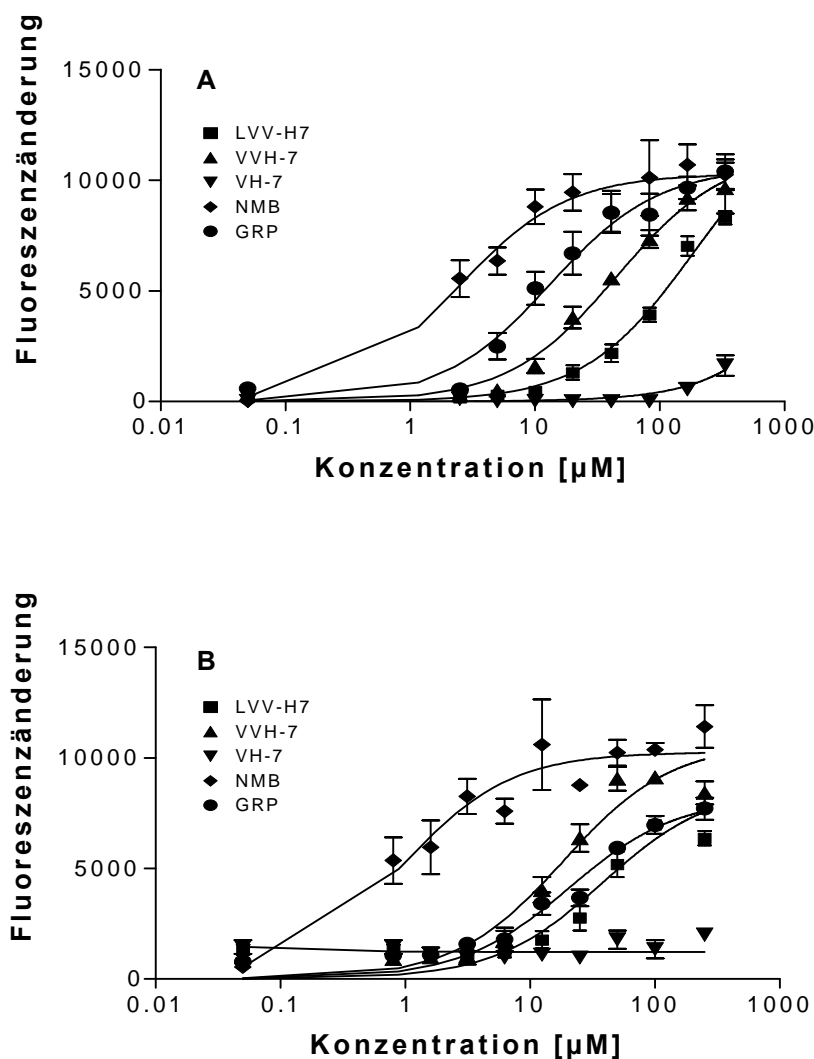 15000
A
LVV-H7
VVH-7
VH-7
NMB
GRP
10000
5000
0
0.01 0.1 1 10 100 1000
Fluoreszenzänderung
Konzentration [µM]
15000
B
LVV-H7
VVH-7
VH-7
NMB
GRP
10000
5000
0
0.01 0.1 1 10 100 1000
Fluoreszenzänderung
Konzentration [µM]